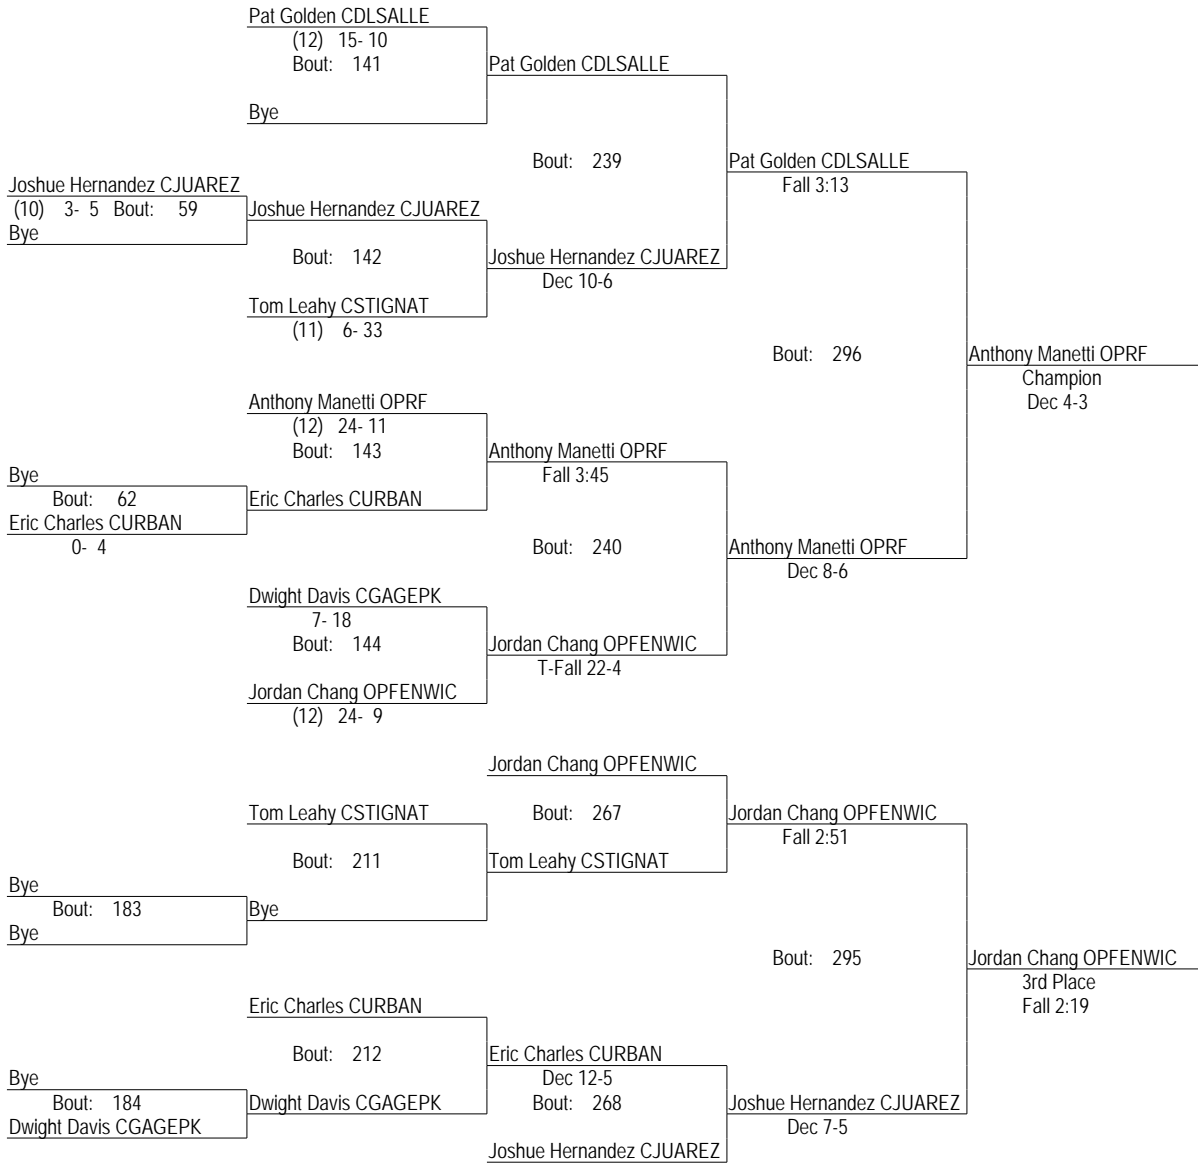 Pat Golden CDLSALLE
(12) 15- 10
Bout: 141
Pat Golden CDLSALLE
Bye
Bout: 239
Pat Golden CDLSALLE
Fall 3:13
Joshue Hernandez CJUAREZ
(10) 3- 5 Bout: 59
Joshue Hernandez CJUAREZ
Bye
Bout: 142
Joshue Hernandez CJUAREZ
Dec 10-6
Tom Leahy CSTIGNAT
(11) 6- 33
Bout: 296
Anthony Manetti OPRF
Champion
Dec 4-3
Anthony Manetti OPRF
(12) 24- 11
Bout: 143
Anthony Manetti OPRF
Fall 3:45
Bye
Bout: 62
Eric Charles CURBAN
Eric Charles CURBAN
0- 4
Bout: 240
Anthony Manetti OPRF
Dec 8-6
Dwight Davis CGAGEPK
7- 18
Bout: 144
Jordan Chang OPFENWIC
T-Fall 22-4
Jordan Chang OPFENWIC
(12) 24- 9
Jordan Chang OPFENWIC
Tom Leahy CSTIGNAT
Bout: 267
Jordan Chang OPFENWIC
Fall 2:51
Bout: 211
Tom Leahy CSTIGNAT
Bye
Bout: 183
Bye
Bye
Bout: 295
Jordan Chang OPFENWIC
3rd Place
Fall 2:19
Eric Charles CURBAN
Bout: 212
Eric Charles CURBAN
Dec 12-5
Bye
Bout: 184
Dwight Davis CGAGEPK
Bout: 268
Joshue Hernandez CJUAREZ
Dec 7-5
Dwight Davis CGAGEPK
Joshue Hernandez CJUAREZ